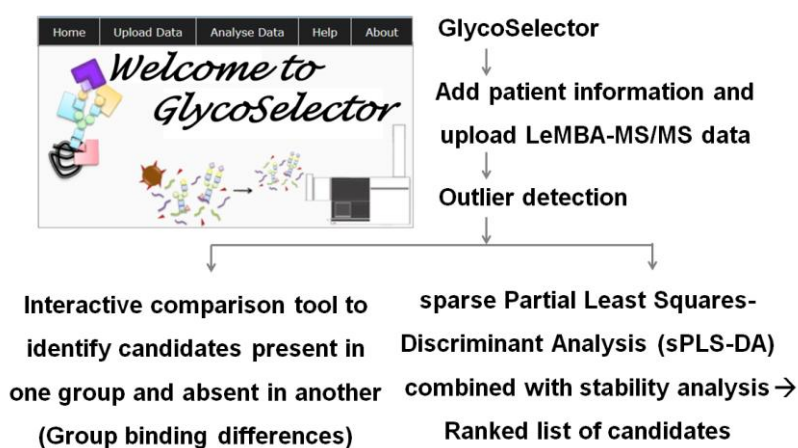 Home Upload Data Analyse Data Help About
Welcome to
GlycoSelector
GlycoSelector
Add patient information and
upload LeMBA-MS/MS data
Outlier detection
Interactive comparison tool to
identify candidates present in
one group and absent in another
(Group binding differences)
sparse Partial Least Squares-
Discriminant Analysis (sPLS-DA)
combined with stability analysis →
Ranked list of candidates